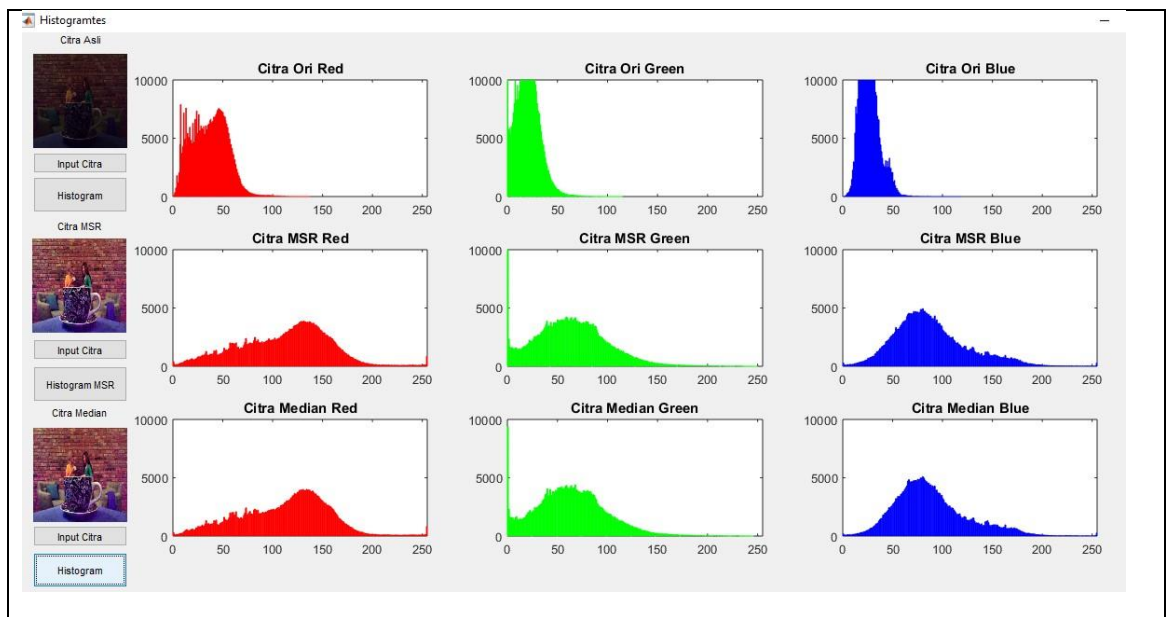 Histogramtes
Citra Asli
Input Citra
Histogram
Citra MSR
Input Citra
Histogram MSR
Citra Median
Input Citra
Histogram
Citra Ori Red
10000
5000
0
0 50 100 150 200 250
Citra Ori Green
10000
5000
0
0 50 100 150 200 250
Citra Ori Blue
10000
5000
0
0 50 100 150 200 250
Citra MSR Red
10000
5000
0
0 50 100 150 200 250
Citra MSR Green
10000
5000
0
0 50 100 150 200 250
Citra MSR Blue
10000
5000
0
0 50 100 150 200 250
Citra Median Red
10000
5000
0
0 50 100 150 200 250
Citra Median Green
10000
5000
0
0 50 100 150 200 250
Citra Median Blue
10000
5000
0
0 50 100 150 200 250